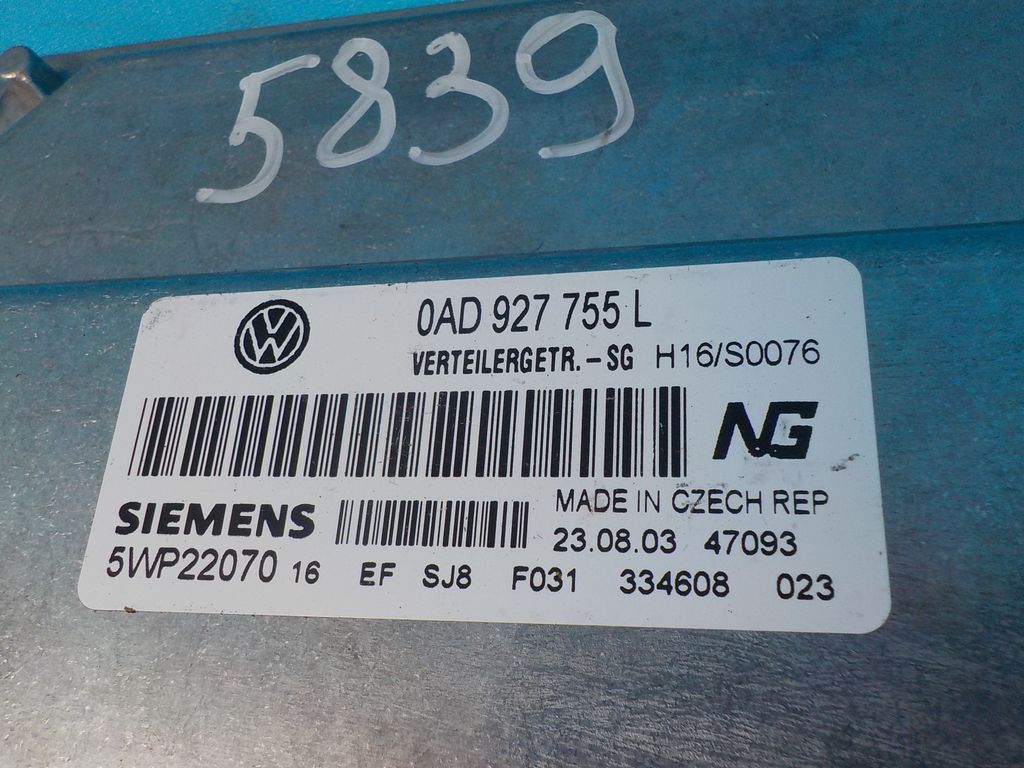 5839
0AD 927 755 L
VERTEILERGETR.-SG H16/S0076
NG
SIEMENS
MADE IN CZECH REP
23.08.03 47093
5WP22070 16 EF SJ8 F031 334608 023